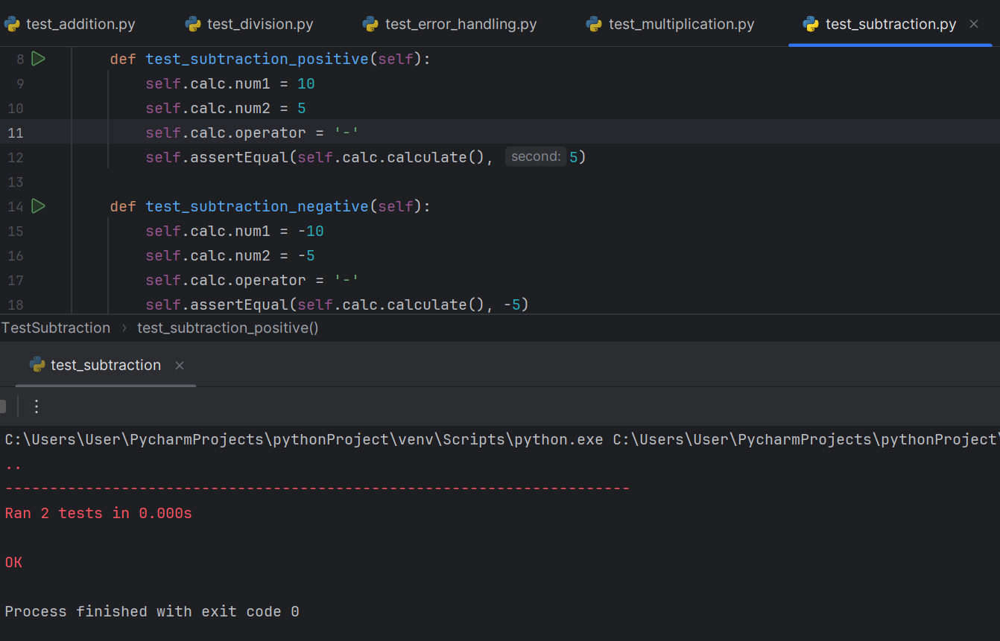 test_addition.py test_division.py test_error_handling.py test_multiplication.py test_subtraction.py
8 def test_subtraction_positive(self):
9 self.calc.num1 = 10
10 self.calc.num2 = 5
11 self.calc.operator = '-'
12 self.assertEqual(self.calc.calculate(), second: 5)
13
14 def test_subtraction_negative(self):
15 self.calc.num1 = -10
16 self.calc.num2 = -5
17 self.calc.operator = '-'
18 self.assertEqual(self.calc.calculate(), -5)
TestSubtraction › test_subtraction_positive()
test_subtraction
C:\Users\User\PycharmProjects\pythonProject\venv\Scripts\python.exe C:\Users\User\PycharmProjects\pythonProject\
..
----------------------------------------------------------------------
Ran 2 tests in 0.000s
OK
Process finished with exit code 0